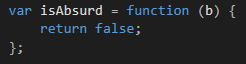 var isAbsurd = function (b) {
    return false;
};